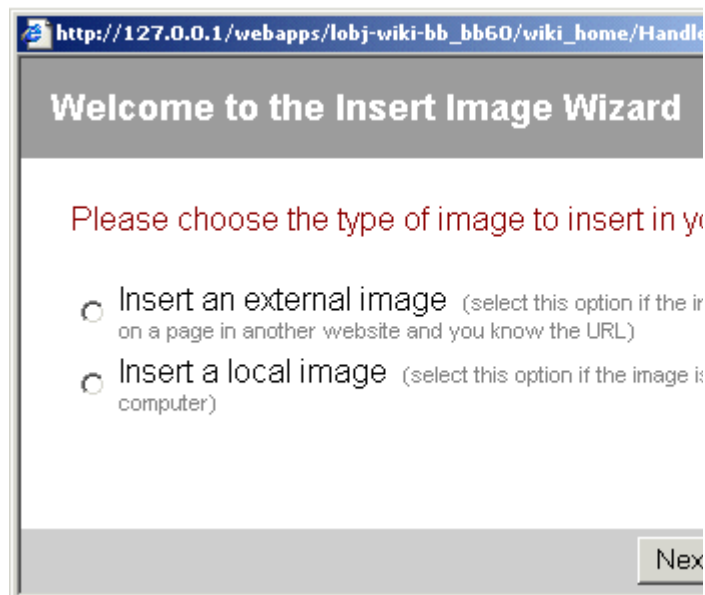 http://127.0.0.1/webapps/lobj-wiki-bb_bb60/wiki_home/Handle
Welcome to the Insert Image Wizard
Please choose the type of image to insert in yo
Insert an external image (select this option if the i
on a page in another website and you know the URL)
Insert a local image (select this option if the image is
computer)
Nex